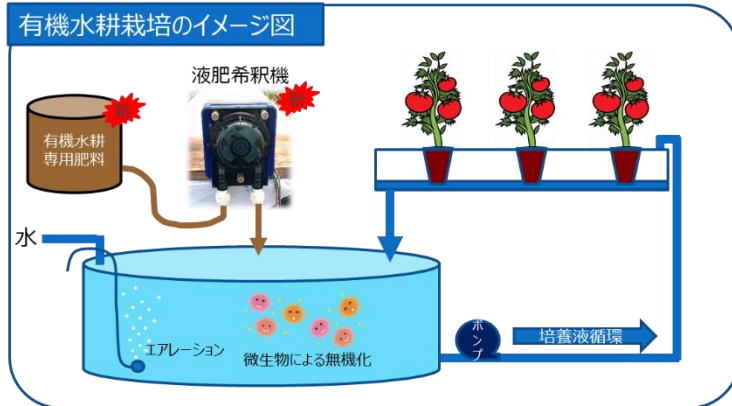 有機水耕栽培のイメージ図
液肥希釈機
新
新
有機水耕
専用肥料
水
エアレーション
微生物による無機化
ポンプ
培養液循環